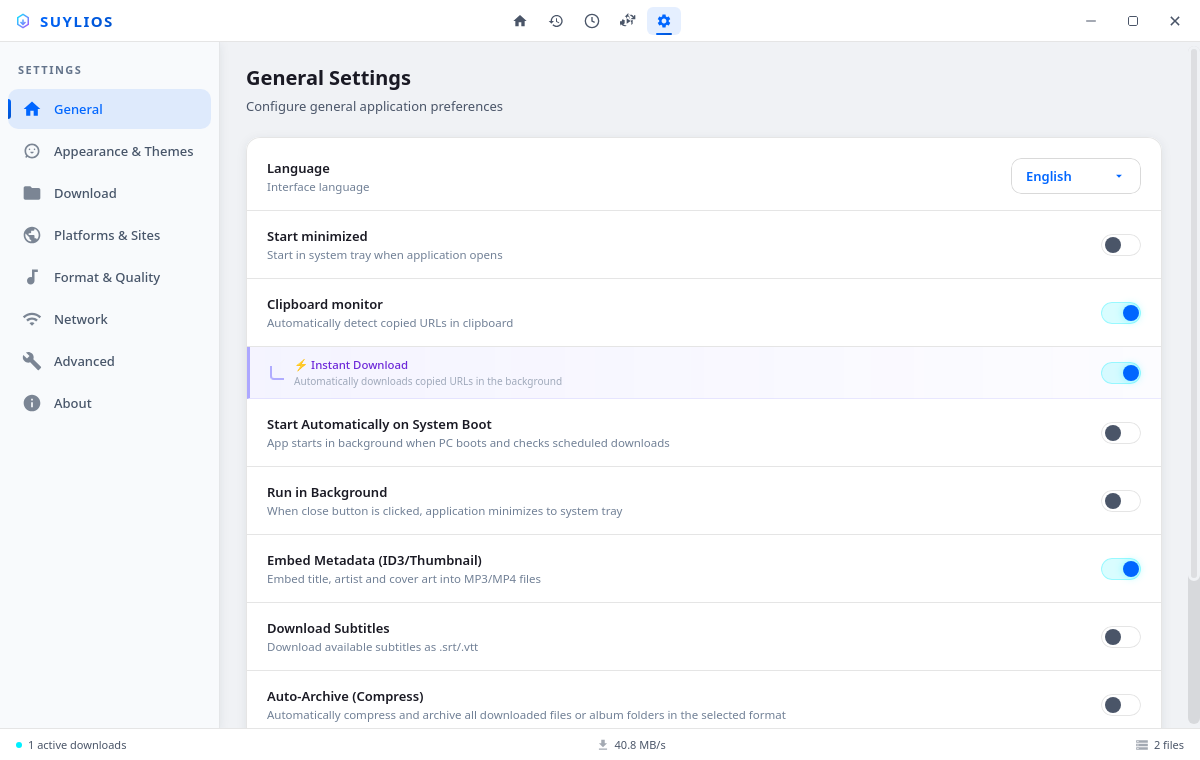 SUYLIOS
SETTINGS
General
Appearance & Themes
Download
Platforms & Sites
Format & Quality
Network
Advanced
About
General Settings
Configure general application preferences
Language
Interface language
English
Start minimized
Start in system tray when application opens
Clipboard monitor
Automatically detect copied URLs in clipboard
⚡ Instant Download
Automatically downloads copied URLs in the background
Start Automatically on System Boot
App starts in background when PC boots and checks scheduled downloads
Run in Background
When close button is clicked, application minimizes to system tray
Embed Metadata (ID3/Thumbnail)
Embed title, artist and cover art into MP3/MP4 files
Download Subtitles
Download available subtitles as .srt/.vtt
Auto-Archive (Compress)
Automatically compress and archive all downloaded files or album folders in the selected format
1 active downloads
40.8 MB/s
2 files